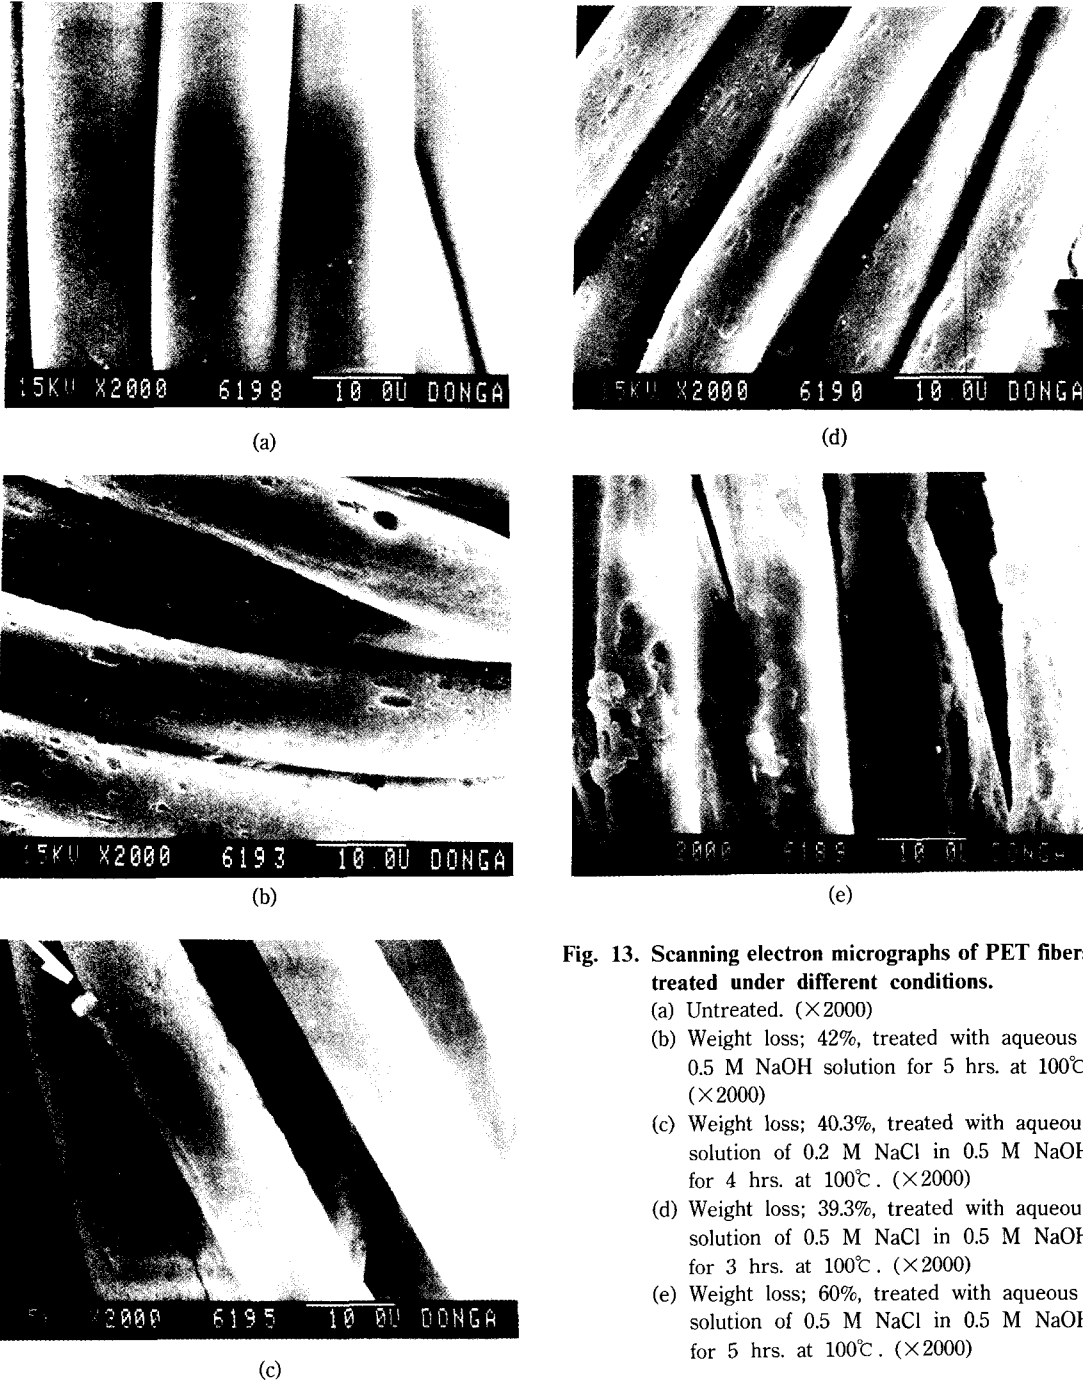 15KU X2000 6198 10.0U DONGA
(a)
5KU X2000 6190 10.0U DONGA
(d)
15KU X2000 6193 10.0U DONGA
(b)
2000 6189 10.0U DONGA
(e)
X2000 6195 10.0U DONGA
(c)
Fig. 13. Scanning electron micrographs of PET fibers
treated under different conditions.
(a) Untreated. (×2000)
(b) Weight loss; 42%, treated with aqueous
0.5 M NaOH solution for 5 hrs. at 100℃
(×2000)
(c) Weight loss; 40.3%, treated with aqueou
solution of 0.2 M NaCl in 0.5 M NaOH
for 4 hrs. at 100℃. (×2000)
(d) Weight loss; 39.3%, treated with aqueou
solution of 0.5 M NaCl in 0.5 M NaOH
for 3 hrs. at 100℃. (×2000)
(e) Weight loss; 60%, treated with aqueous
solution of 0.5 M NaCl in 0.5 M NaOH
for 5 hrs. at 100℃. (×2000)